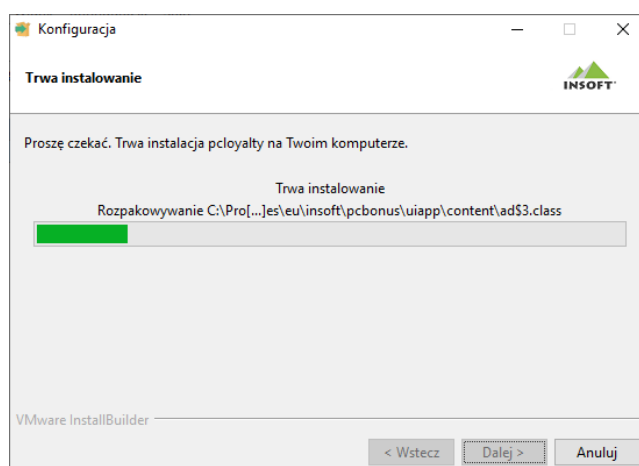 Konfiguracja
Trwa instalowanie
INSOFT
Proszę czekać. Trwa instalacja pcloyalty na Twoim komputerze.
Trwa instalowanie
Rozpakowywanie C:\Pro[...]es\eu\insoft\pcbonus\uiapp\content\ad$3.class
VMware InstallBuilder
< Wstecz
Dalej >
Anuluj